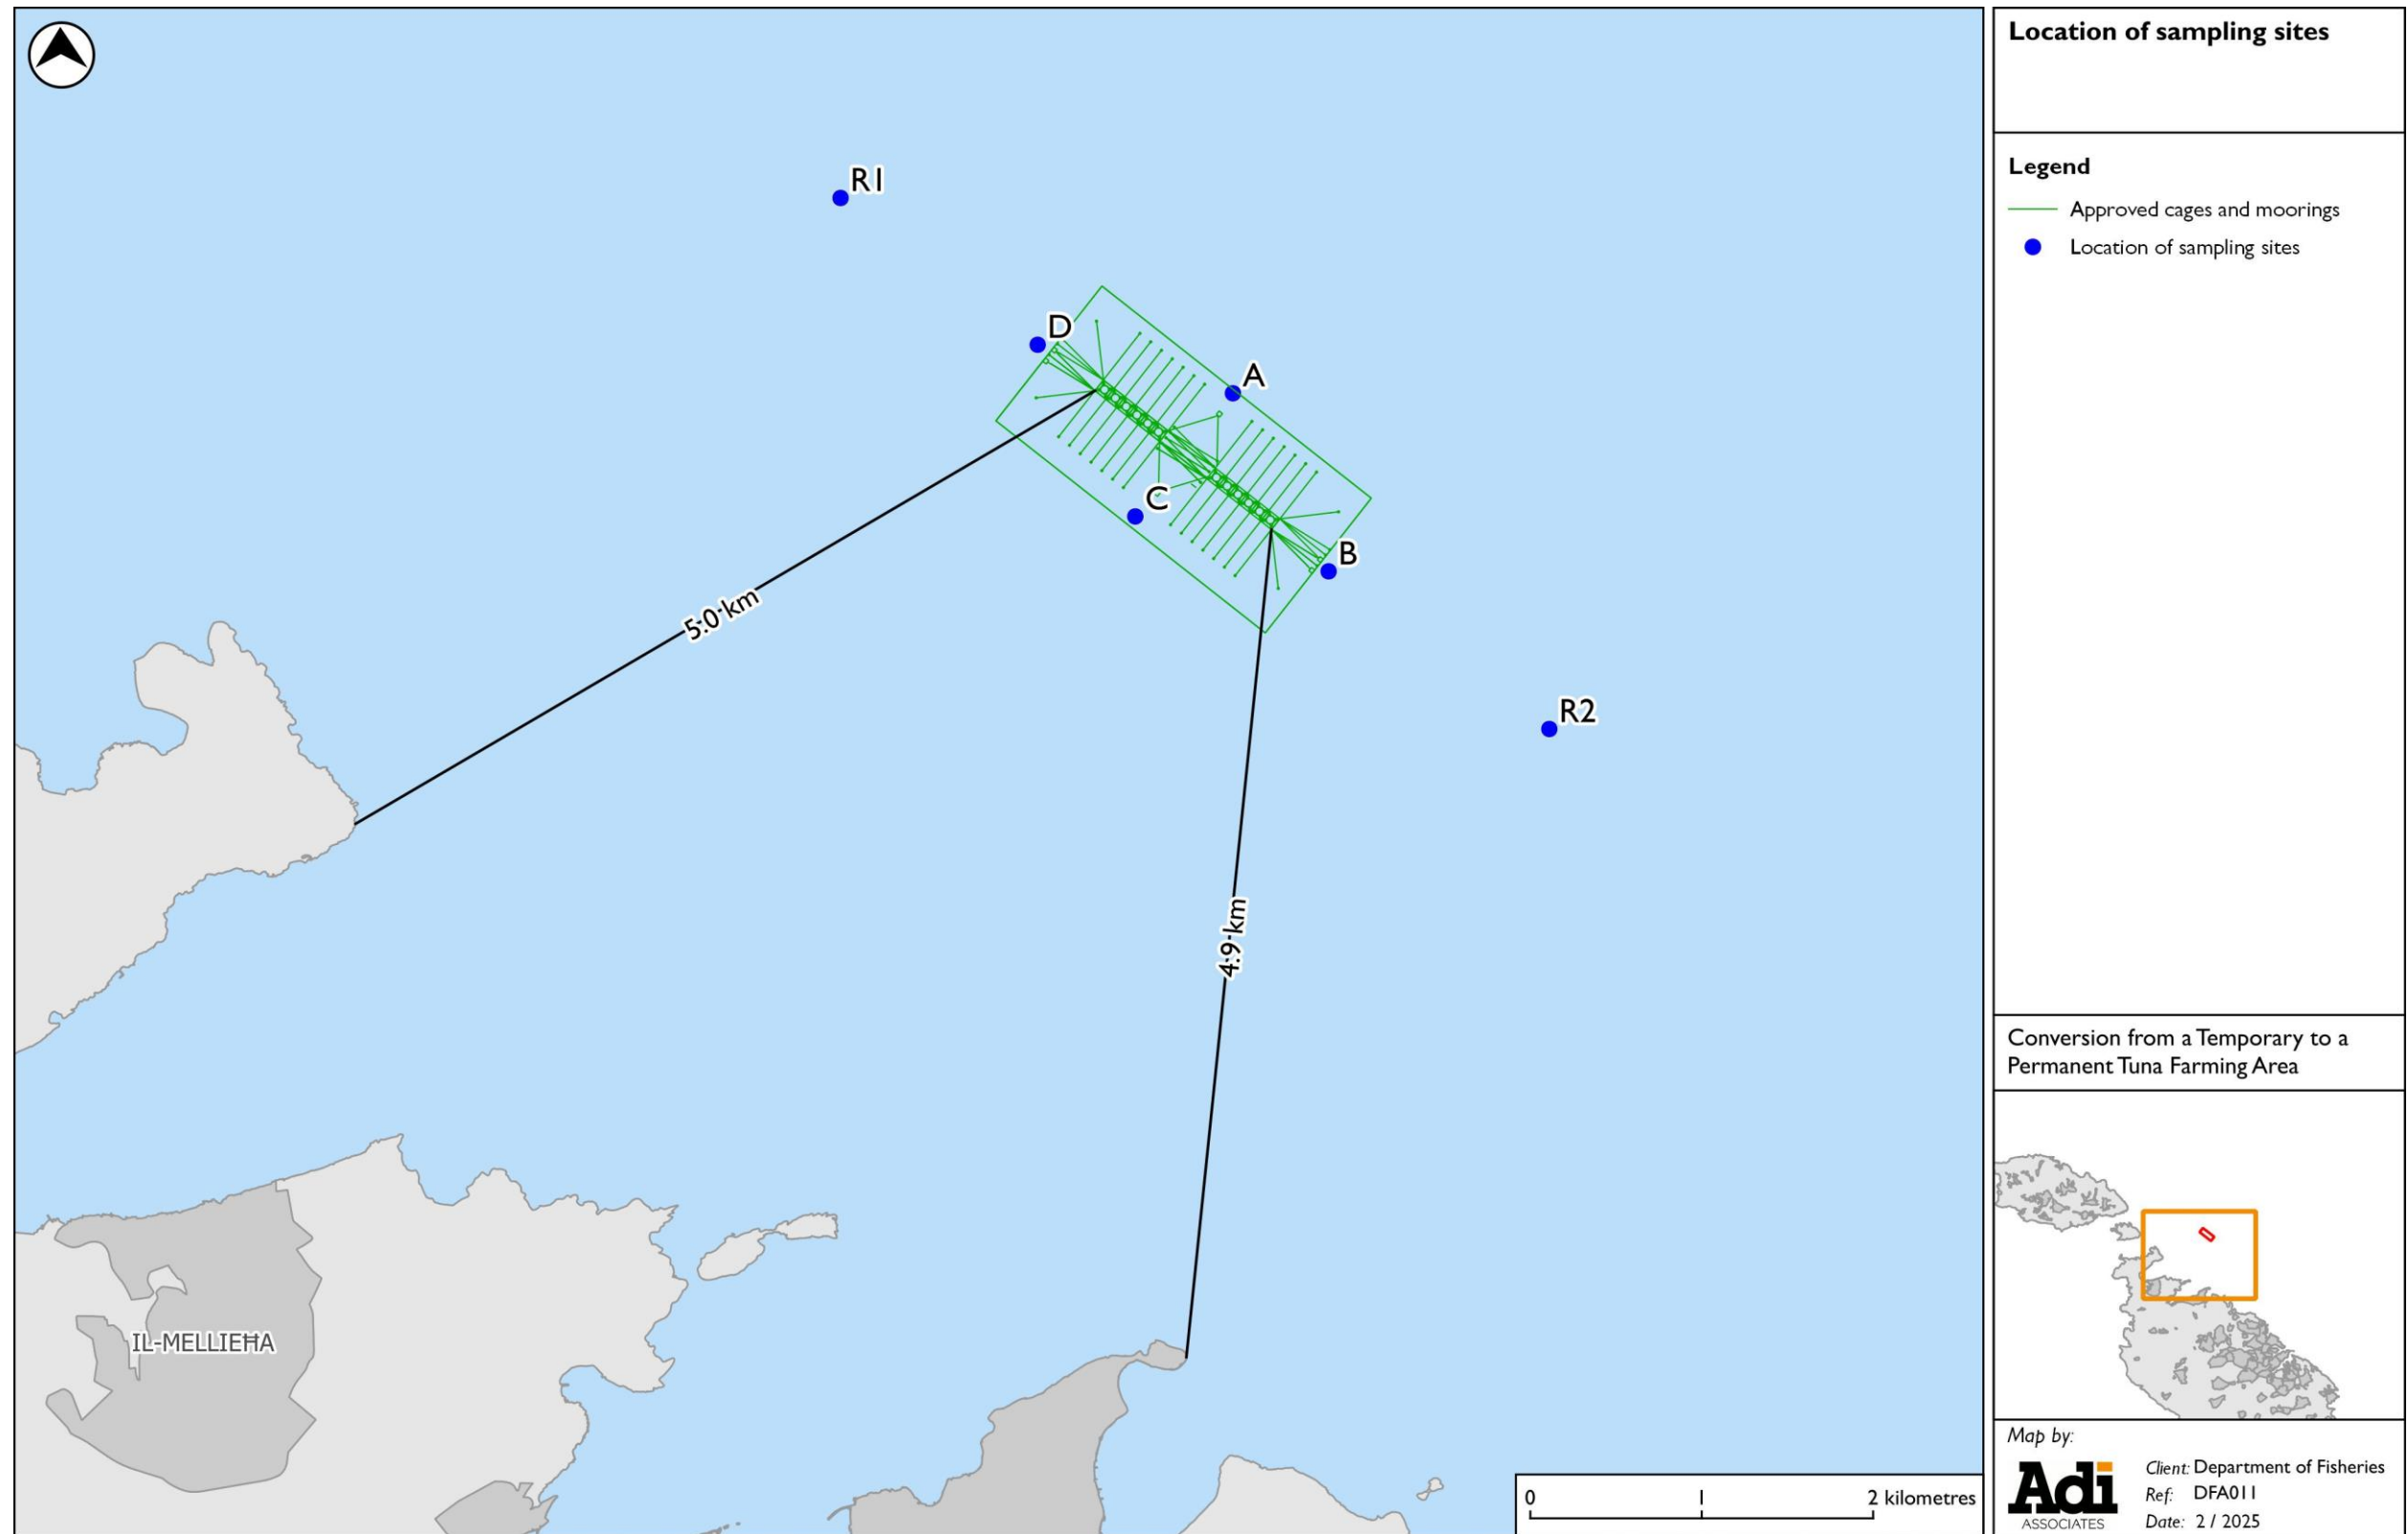 Location of sampling sites
Legend
Approved cages and moorings
Location of sampling sites
R1
D
A
C
B
R2
5.0 km
4.9 km
IL-MELLIEĦA
0 1 2 kilometres
Conversion from a Temporary to a
Permanent Tuna Farming Area
Map by:
Adi
ASSOCIATES
Client: Department of Fisheries
Ref: DFA011
Date: 2 / 2025